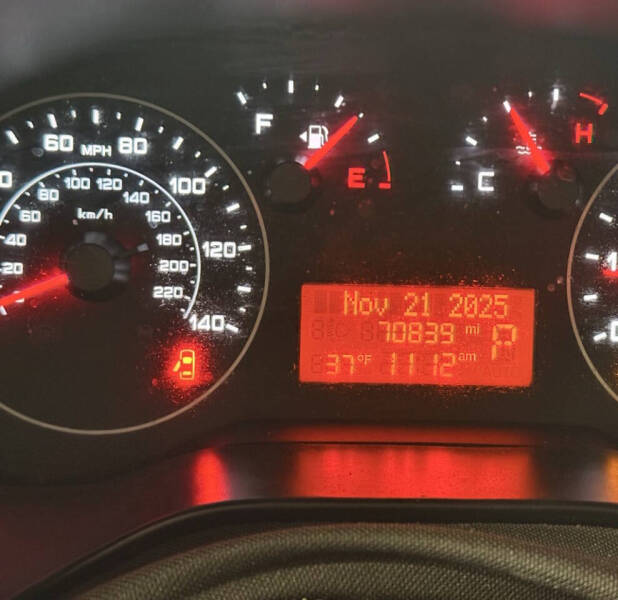 F
E
C
H
60 MPH 80
100
120
140
100 120
80 140
60 km/h 160
40 180
20 200
220
Nov 21 2025
70839 mi P
37°F 11:12 am